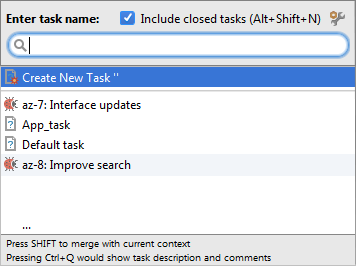 Enter task name: Include closed tasks (Alt+Shift+N)
Create New Task ''
az-7: Interface updates
App_task
Default task
az-8: Improve search
...
Press SHIFT to merge with current context
Pressing Ctrl+Q would show task description and comments